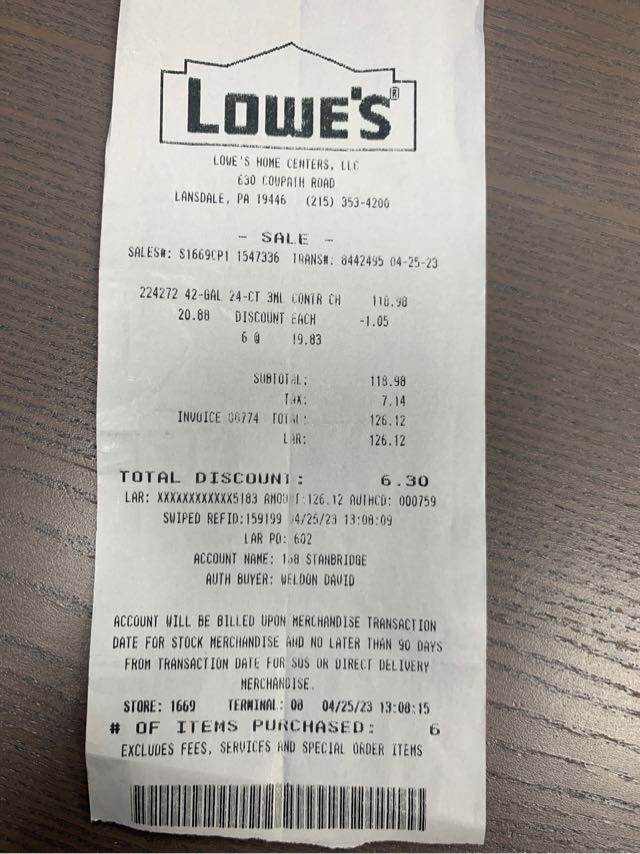 LOWE'S®
LOWE'S HOME CENTERS, LLC
630 COWPATH ROAD
LANSDALE, PA 19446 (215) 353-4200
- SALE -
SALES#: S1669CP1 1547336 TRANS#: 8442495 04-25-23
224272 42-GAL 24-CT 3ML CONTR CH 118.98
20.88 DISCOUNT EACH -1.05
6 @ 19.83
SUBTOTAL: 118.98
TAX: 7.14
INVOICE 06774 TOTAL: 126.12
LAR: 126.12
TOTAL DISCOUNT: 6.30
LAR: XXXXXXXXXXXX5183 AMOUNT:126.12 AUTHCD: 000759
SWIPED REFID:159199 04/25/23 13:08:09
LAR PO: 602
ACCOUNT NAME: STANBRIDGE
AUTH BUYER: WELDON DAVID
ACCOUNT WILL BE BILLED UPON MERCHANDISE TRANSACTION
DATE FOR STOCK MERCHANDISE AND NO LATER THAN 90 DAYS
FROM TRANSACTION DATE FOR SOS OR DIRECT DELIVERY
MERCHANDISE.
STORE: 1669 TERMINAL: 08 04/25/23 13:08:15
# OF ITEMS PURCHASED: 6
EXCLUDES FEES, SERVICES AND SPECIAL ORDER ITEMS